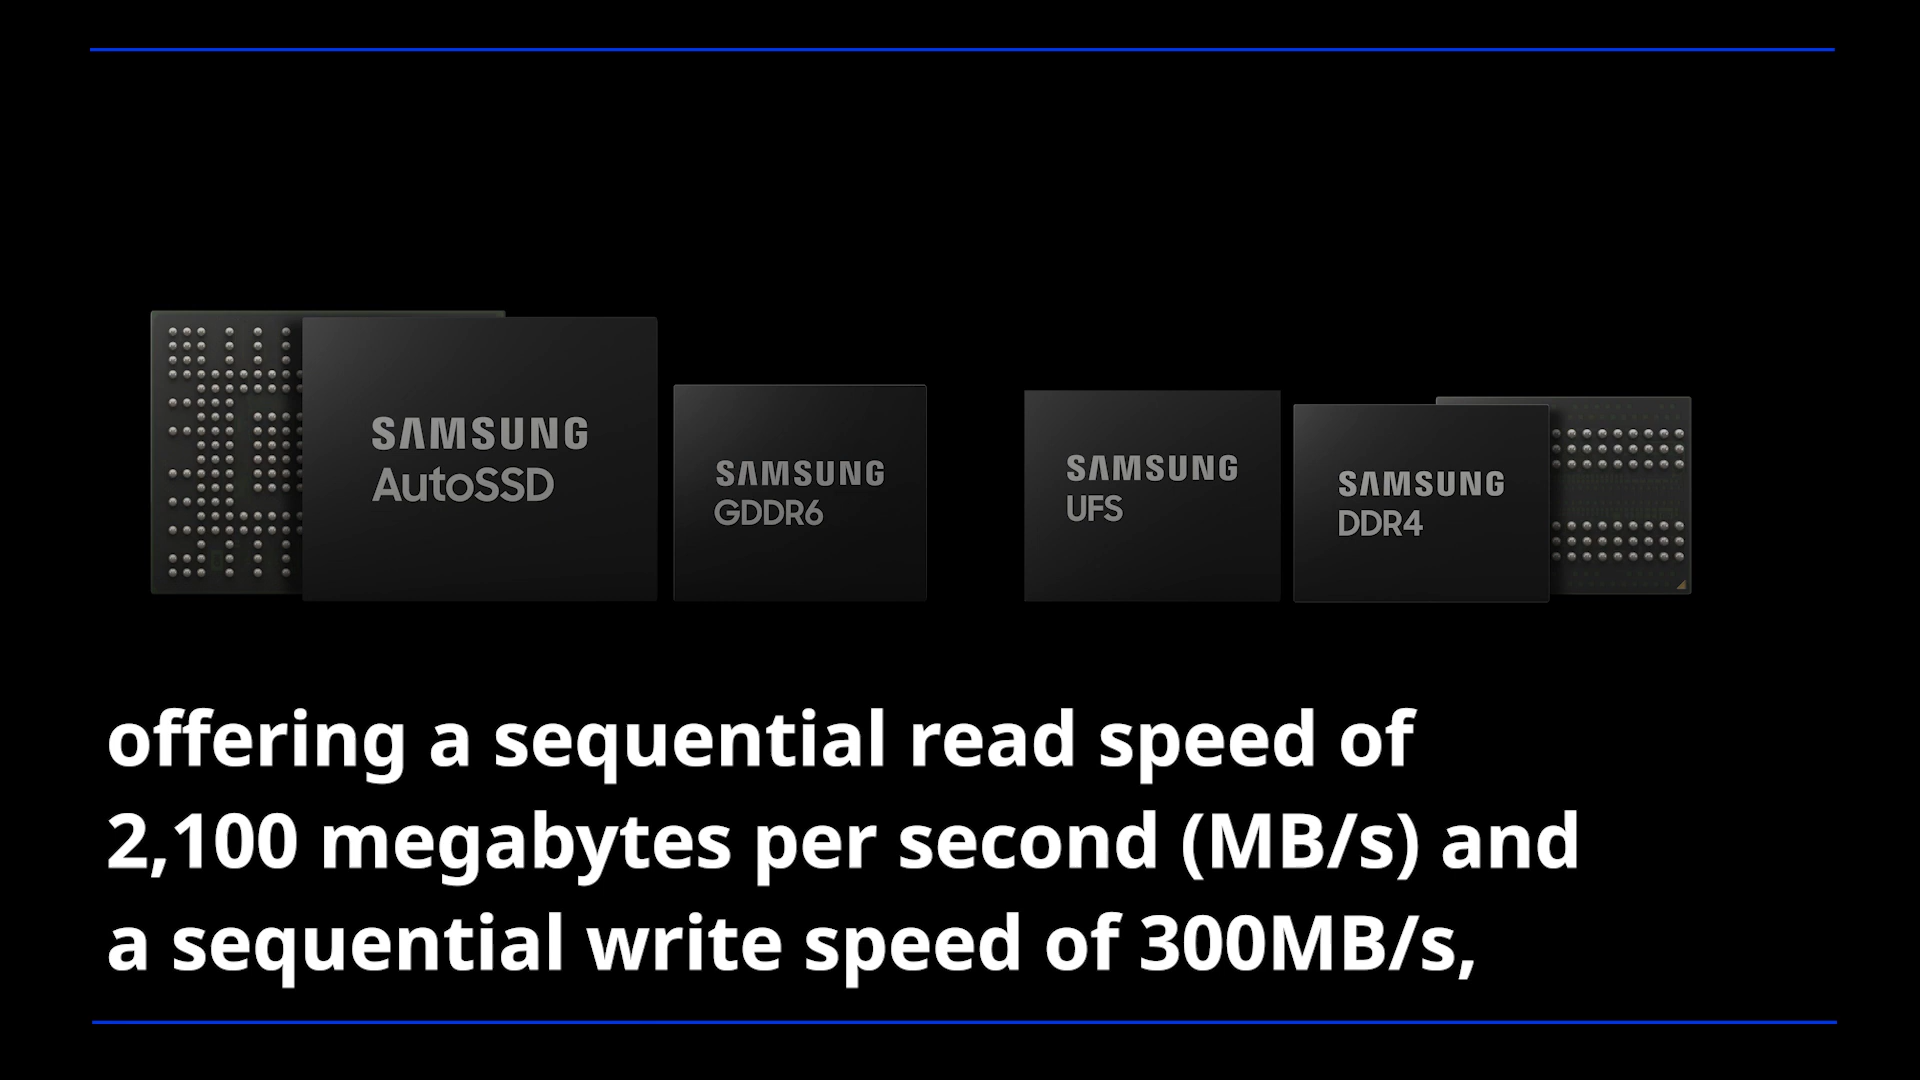 SAMSUNG
AutoSSD
SAMSUNG
GDDR6
SAMSUNG
UFS
SAMSUNG
DDR4
offering a sequential read speed of
2,100 megabytes per second (MB/s) and
a sequential write speed of 300MB/s,